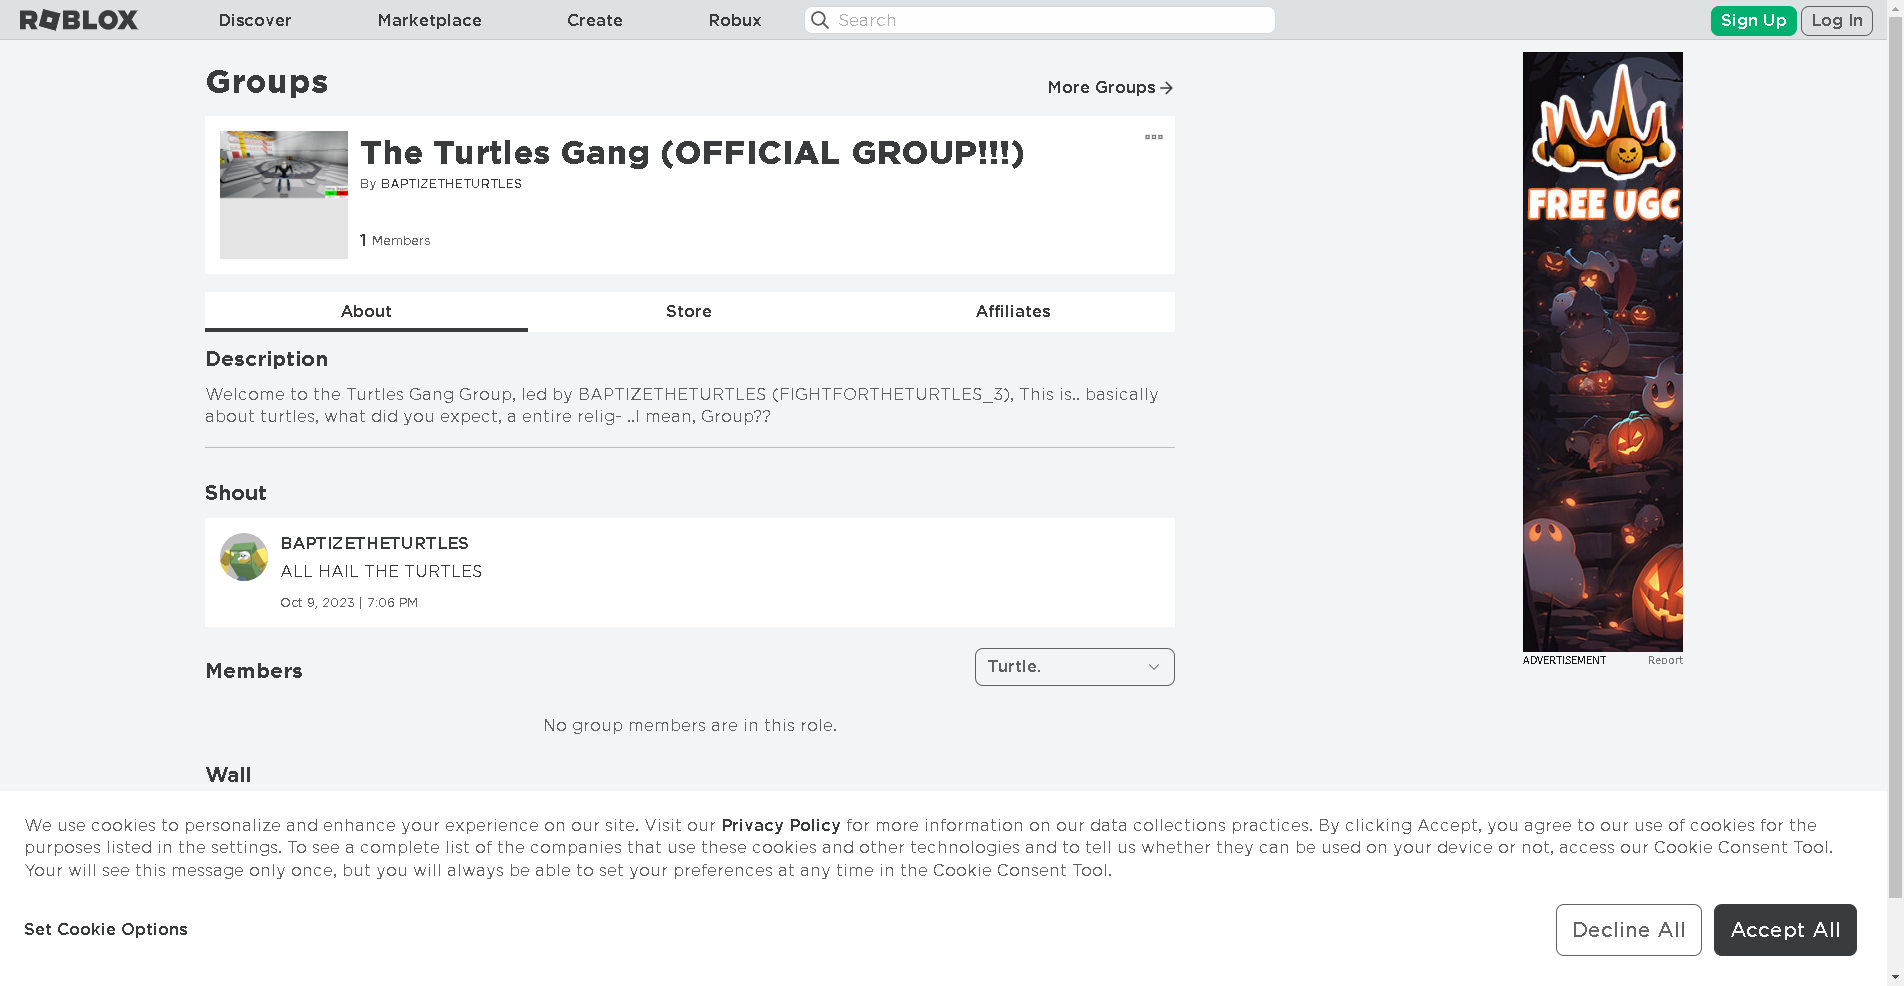 ROBLOX
Discover
Marketplace
Create
Robux
Search
Sign Up
Log In
Groups
More Groups
The Turtles Gang (OFFICIAL GROUP!!!)
By BAPTIZETHETURTLES
1 Members
About
Store
Affiliates
Description
Welcome to the Turtles Gang Group, led by BAPTIZETHETURTLES (FIGHTFORTHETURTLES_3), This is.. basically
about turtles, what did you expect, a entire relig- ..I mean, Group??
Shout
BAPTIZETHETURTLES
ALL HAIL THE TURTLES
Oct 9, 2023 | 7:06 PM
Members
Turtle.
No group members are in this role.
Wall
FREE UGC
ADVERTISEMENT
Report
We use cookies to personalize and enhance your experience on our site. Visit our Privacy Policy for more information on our data collections practices. By clicking Accept, you agree to our use of cookies for the
purposes listed in the settings. To see a complete list of the companies that use these cookies and other technologies and to tell us whether they can be used on your device or not, access our Cookie Consent Tool.
Your will see this message only once, but you will always be able to set your preferences at any time in the Cookie Consent Tool.
Set Cookie Options
Decline All
Accept All